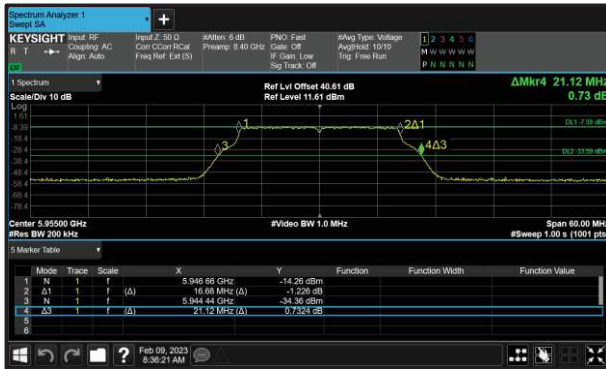 Spectrum Analyzer 1
Swept SA
KEYSIGHT Input: RF Input Z: 50 Ω #Atten: 6 dB PNO: Fast #Avg Type: Voltage 1 2 3 4 5 6
R T Coupling: AC Corr CCorr RCal Preamp: 8.40 GHz Gate: Off Avg|Hold: 10/10 M W W W W W
Align: Auto Freq Ref: Ext (S) IF Gain: Low Trig: Free Run
Sig Track: Off P N N N N N
1 Spectrum Ref Lvl Offset 40.61 dB ΔMkr4 21.12 MHz
Scale/Div 10 dB Ref Level 11.61 dBm 0.73 dB
Log
1.61
-8.39 1 2Δ1 DL1 -7.59 dBm
-18.4
-28.4 3 4Δ3 DL2 -33.59 dBm
-38.4
-48.4
-58.4
-68.4
-78.4
Center 5.95500 GHz #Video BW 1.0 MHz Span 60.00 MHz
#Res BW 200 kHz #Sweep 1.00 s (1001 pts)
5 Marker Table
Mode Trace Scale X Y Function Function Width Function Value
1 N 1 f 5.946 66 GHz -14.26 dBm
2 Δ1 1 f (Δ) 16.68 MHz (Δ) -1.226 dB
3 N 1 f 5.944 44 GHz -34.36 dBm
4 Δ3 1 f (Δ) 21.12 MHz (Δ) 0.7324 dB
5
6
? Feb 09, 2023
8:36:21 AM